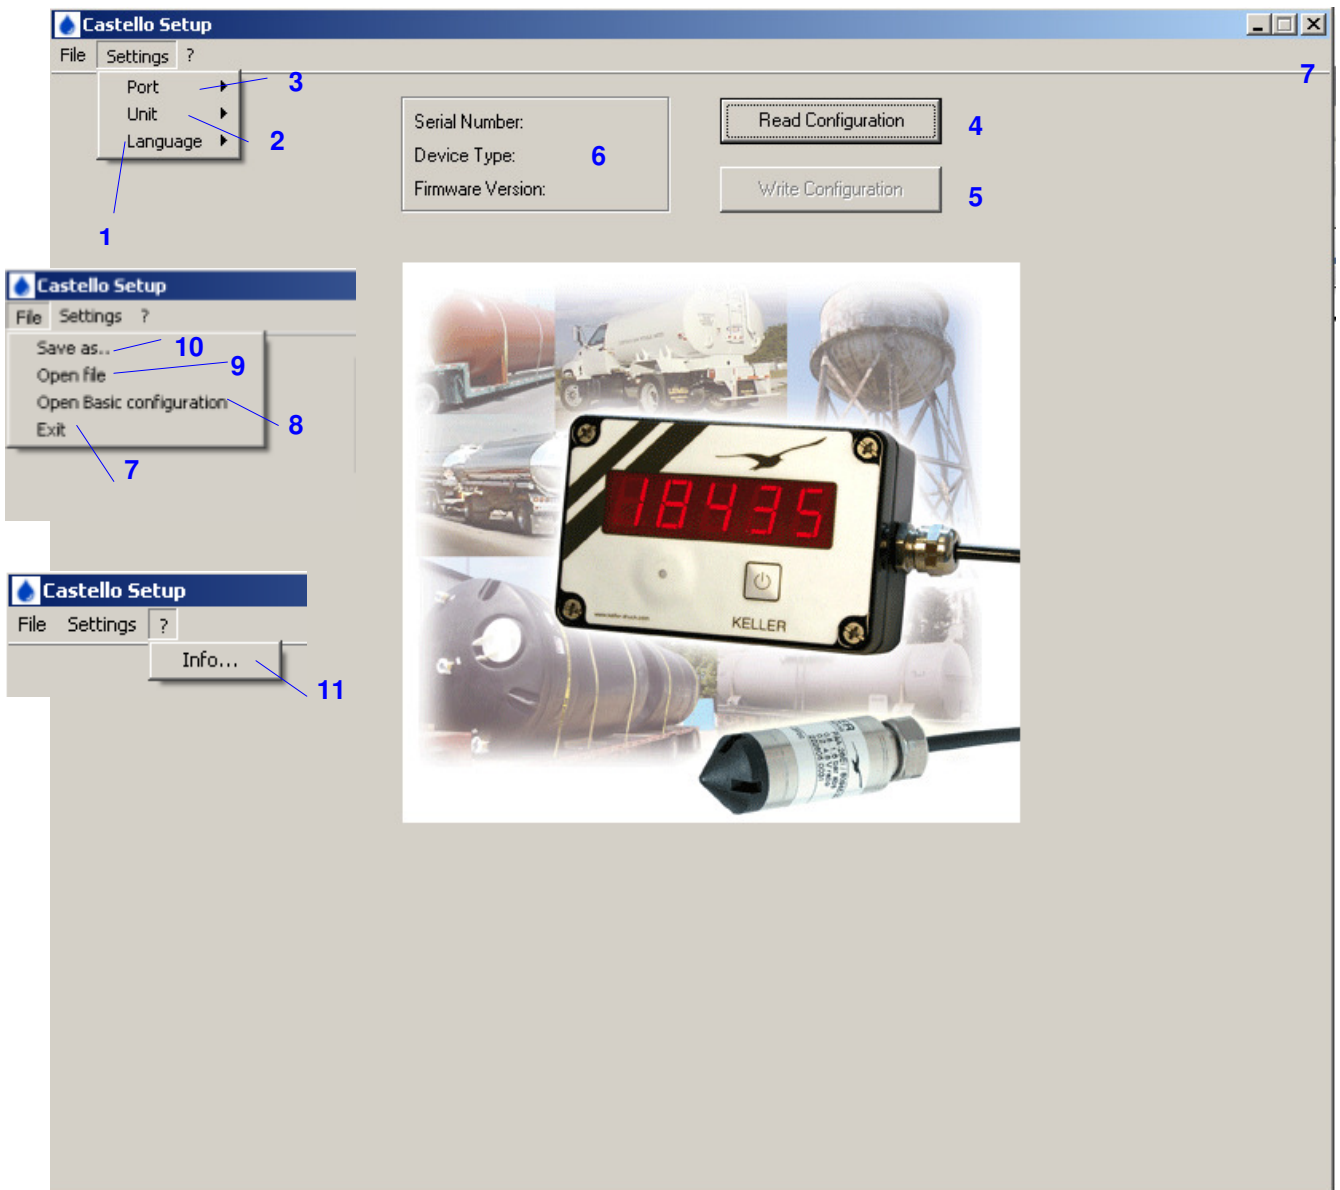 Castello Setup
File Settings ?
7
Port
3
Unit
2
Language
1
Serial Number:
Device Type:
6
Firmware Version:
Read Configuration
4
Write Configuration
5
Castello Setup
File Settings ?
Save as..
10
Open file
9
Open Basic configuration
8
Exit
7
Castello Setup
File Settings ?
Info...
11
18435
KELLER